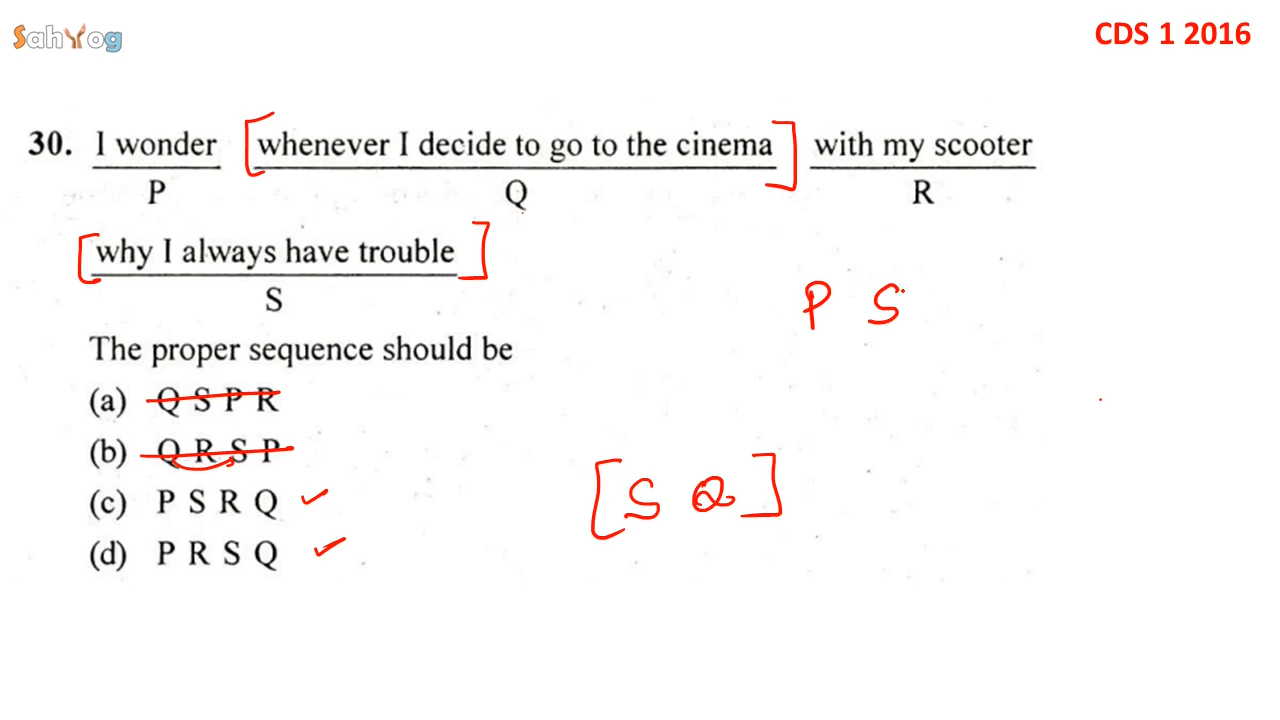 SahYog
CDS 1 2016
30. I wonder [whenever I decide to go to the cinema] with my scooter
P Q R
[why I always have trouble]
S
P S
The proper sequence should be
(a) Q S P R
(b) Q R S P
(c) P S R Q ✓
(d) P R S Q ✓
[S Q]